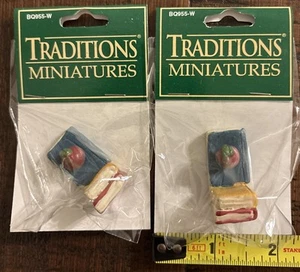 BQ955-W
TRADITIONS®
MINIATURES
BQ955-W
TRADITIONS®
MINIATURES
1
2